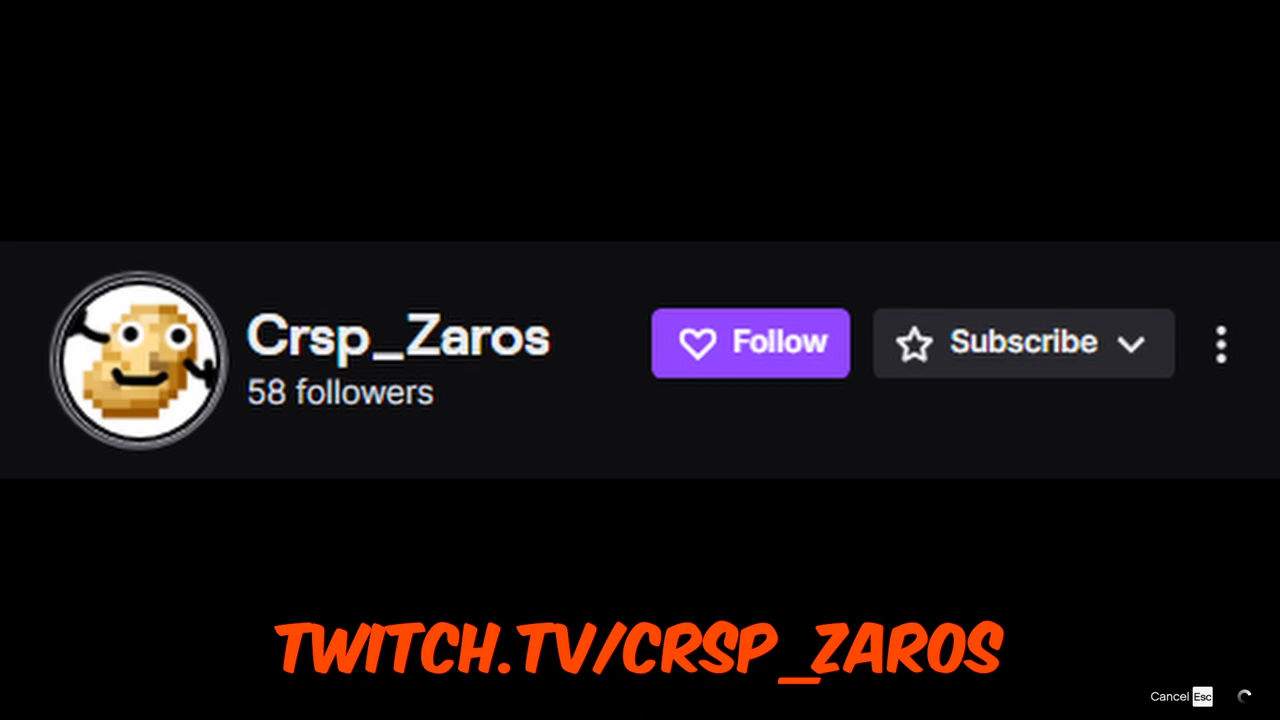 Crsp_Zaros
58 followers
Follow
Subscribe
TWITCH.TV/CRSP_ZAROS
Cancel Esc